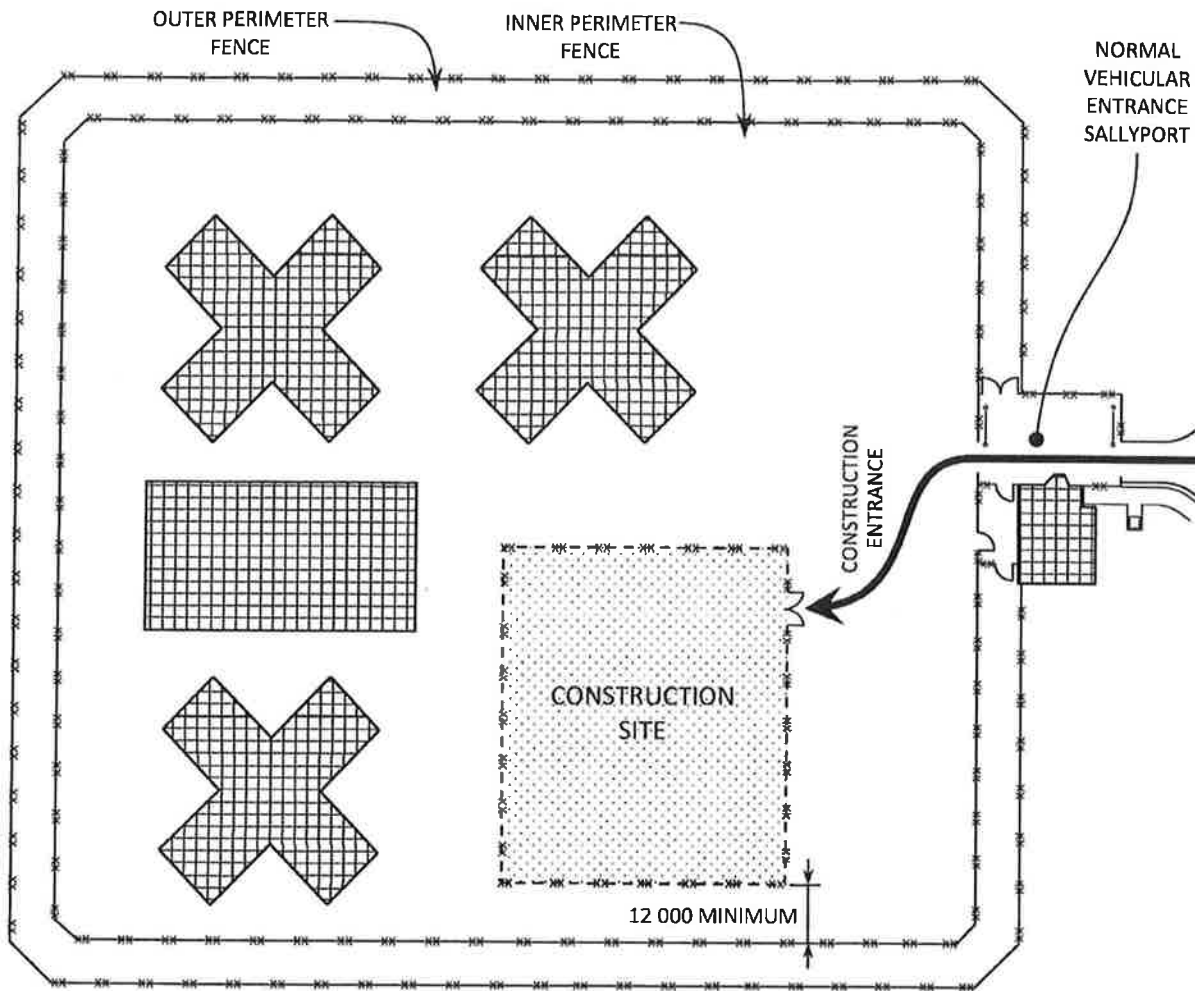 OUTER PERIMETER
FENCE
INNER PERIMETER
FENCE
NORMAL
VEHICULAR
ENTRANCE
SALLYPORT
CONSTRUCTION
ENTRANCE
CONSTRUCTION
SITE
12 000 MINIMUM